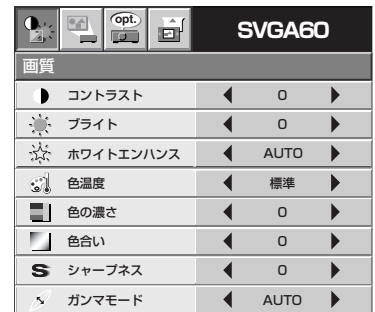 opt.
SVGA60
画質
コントラスト 0
ブライト 0
ホワイトエンハンス AUTO
色温度 標準
色の濃さ 0
色合い 0
S シャープネス 0
ガンマモード AUTO